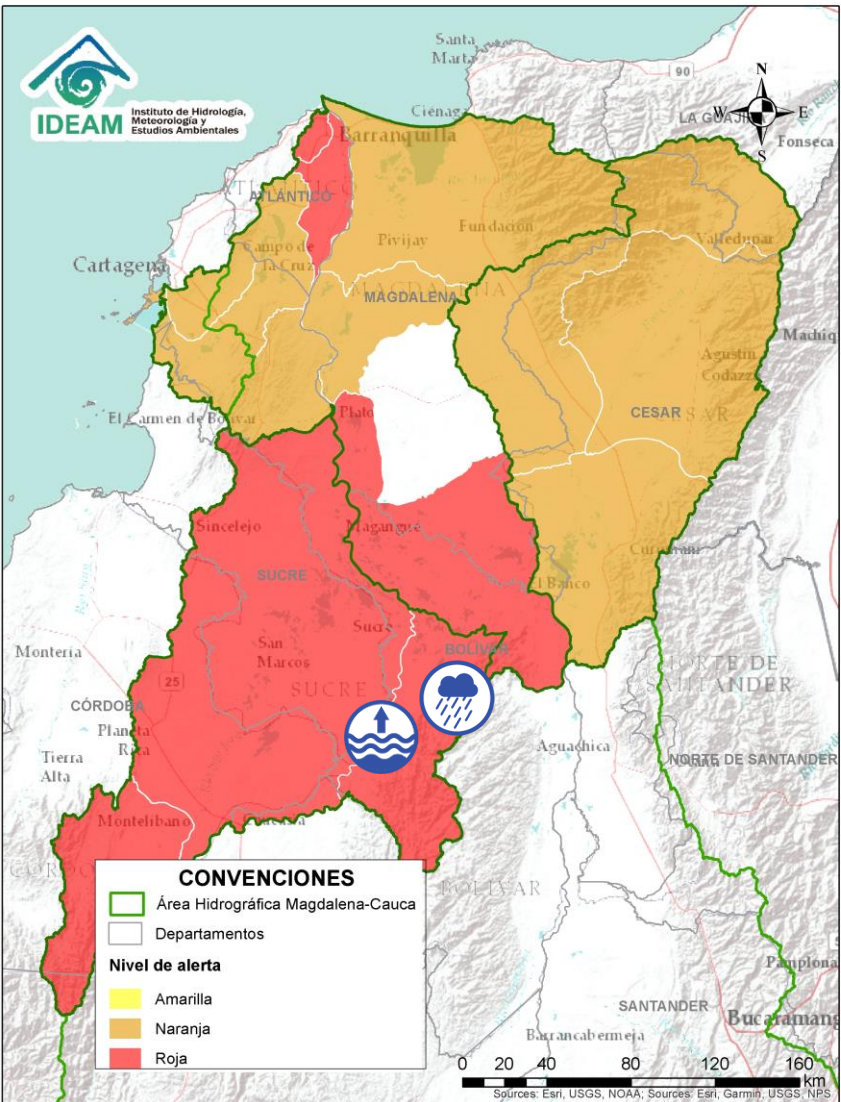 IDEAM
Instituto de Hidrología,
Meteorología y
Estudios Ambientales
Santa
Marta
90
N
W
E
S
LA GUAJIRA
Fonseca
Ciénaga
Barranquilla
ATLÁNTICO
ATLÁNTICO
Fundación
Pivijay
Valledupar
Campo de
la Cruz
Cartagena
MAGDALENA
MAGDALENA
Agustín
Codazzi
CESAR
CESAR
El Carmen de Bolívar
Plato
Sincelejo
Magangué
SUCRE
El Banco
Sucre
BOLÍVAR
San
Marcos
SUCRE
Montería
25
CÓRDOBA
Planeta
Rica
Tierra
Alta
NORTE DE
SANTANDER
NORTE DE SANTANDER
Aguachica
Montelíbano
BOLÍVAR
Pamplona
SANTANDER
Barrancabermeja
CONVENCIONES
Área Hidrográfica Magdalena-Cauca
Departamentos
Nivel de alerta
Amarilla
Naranja
Roja
0 20 40 80 120 160
km
Sources: Esri, USGS, NOAA; Sources: Esri, Garmin, USGS, NPS